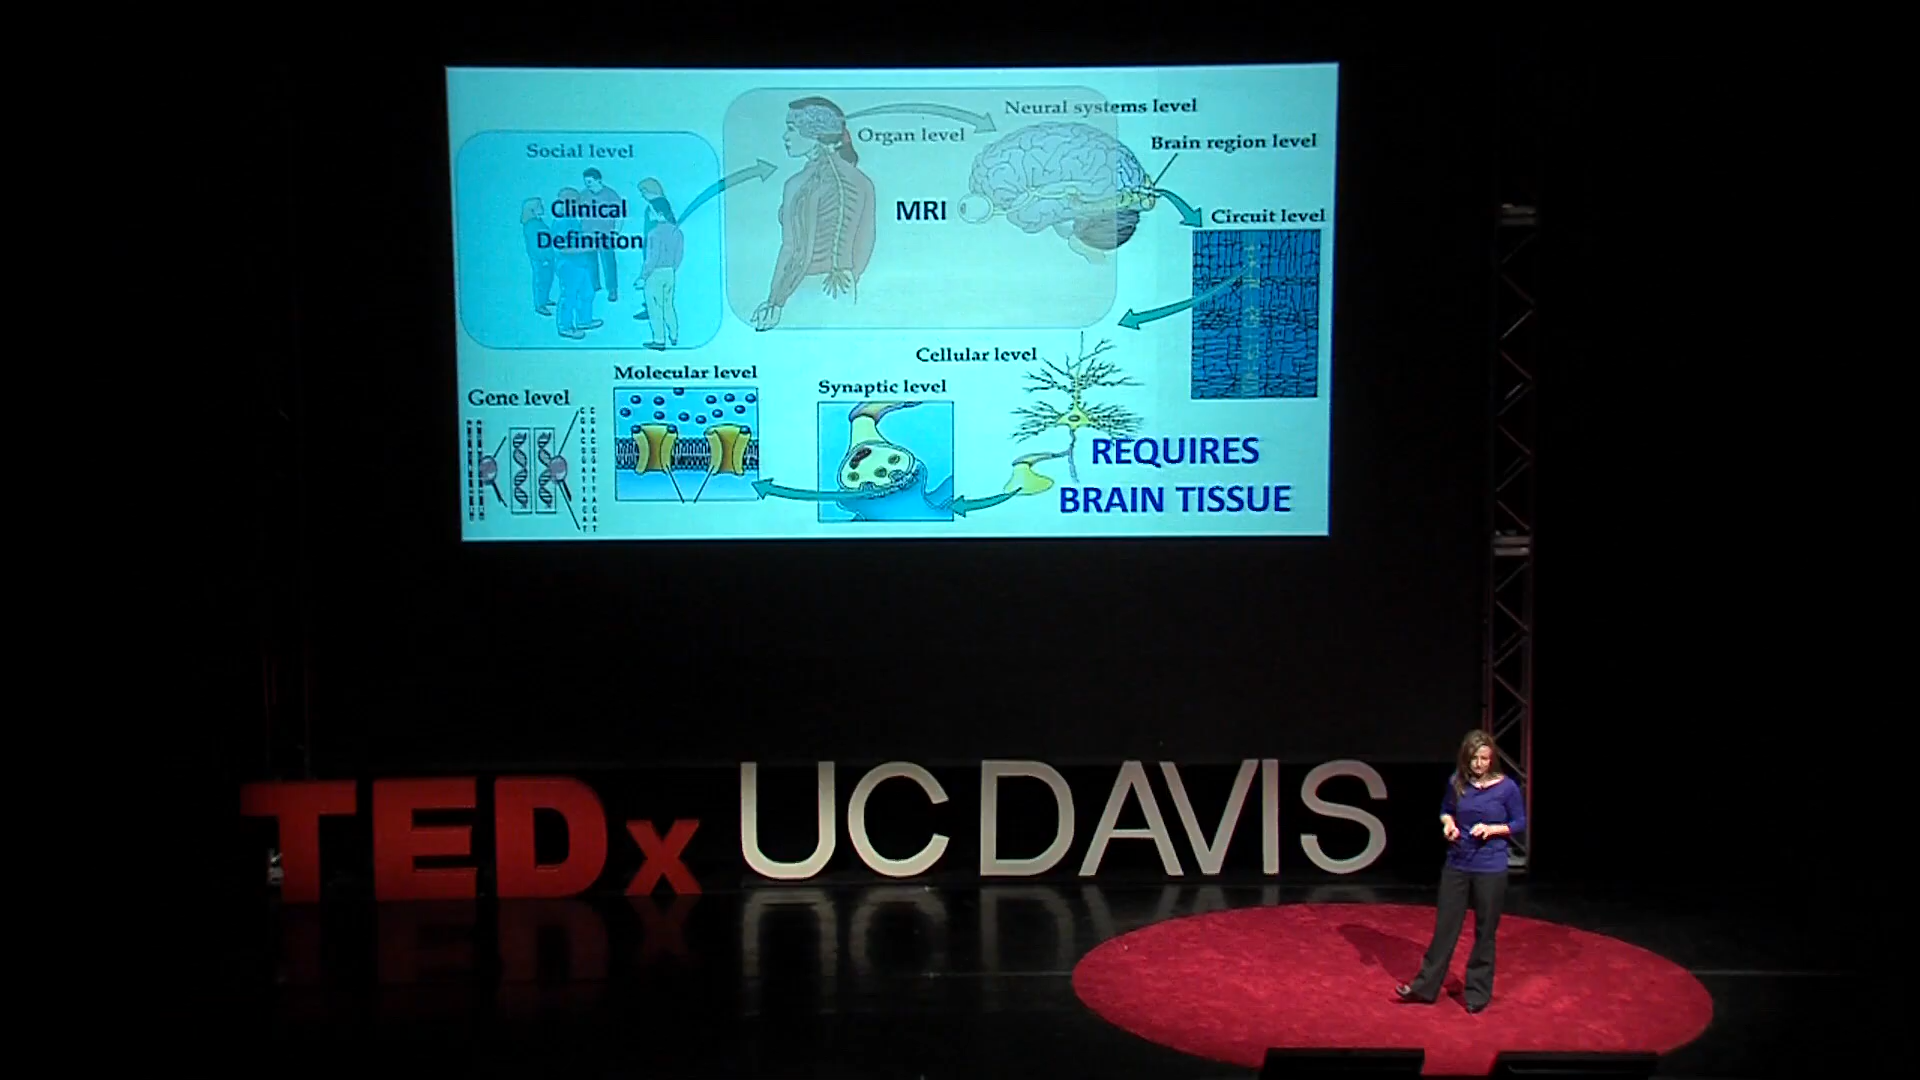 Social level
Clinical
Definition
Organ level
MRI
Neural systems level
Brain region level
Circuit level
Cellular level
Synaptic level
Molecular level
Gene level
REQUIRES
BRAIN TISSUE
TEDx UC DAVIS